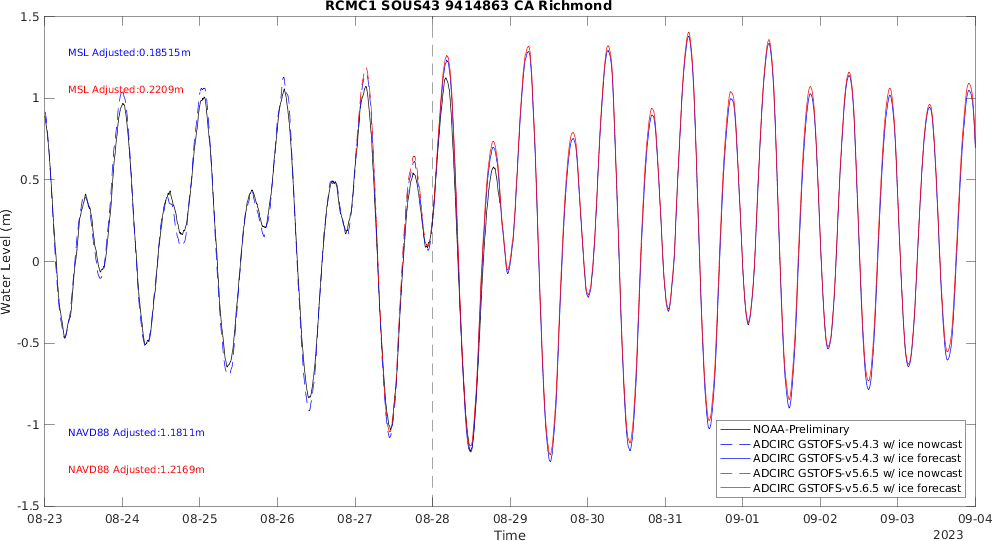 RCMC1 SOUS43 9414863 CA Richmond
1.5
MSL Adjusted:0.18515m
MSL Adjusted:0.2209m
1
0.5
0
Water Level (m)
-0.5
-1
NAVD88 Adjusted:1.1811m
NAVD88 Adjusted:1.2169m
-1.5
NOAA-Preliminary
ADCIRC GSTOFS-v5.4.3 w/ ice nowcast
ADCIRC GSTOFS-v5.4.3 w/ ice forecast
ADCIRC GSTOFS-v5.6.5 w/ ice nowcast
ADCIRC GSTOFS-v5.6.5 w/ ice forecast
08-23 08-24 08-25 08-26 08-27 08-28 08-29 08-30 08-31 09-01 09-02 09-03 09-04
Time
2023